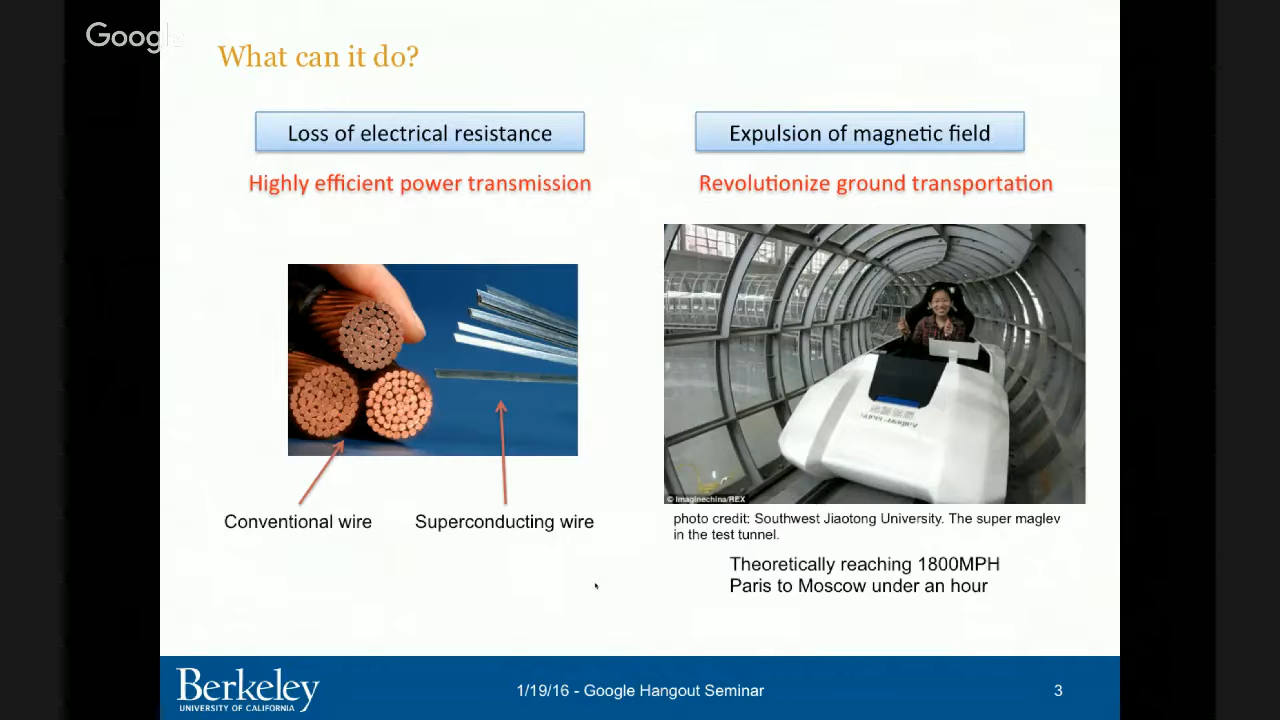 Google
What can it do?
Loss of electrical resistance
Highly efficient power transmission
Conventional wire
Superconducting wire
Expulsion of magnetic field
Revolutionize ground transportation
© Imaginechina/REX
photo credit: Southwest Jiaotong University. The super maglev
in the test tunnel.
Theoretically reaching 1800MPH
Paris to Moscow under an hour
Berkeley
UNIVERSITY OF CALIFORNIA
1/19/16 - Google Hangout Seminar
3